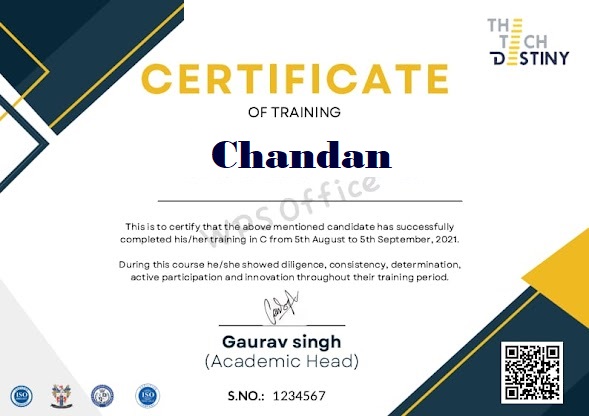 THE
TECH
DESTINY
CERTIFICATE
OF TRAINING
Chandan
WPS Office
This is to certify that the above mentioned candidate has successfully
completed his/her training in C from 5th August to 5th September, 2021.
During this course he/she showed diligence, consistency, determination,
active participation and innovation throughout their training period.
Gaurav singh
(Academic Head)
S.NO.: 1234567
ISO
ISO